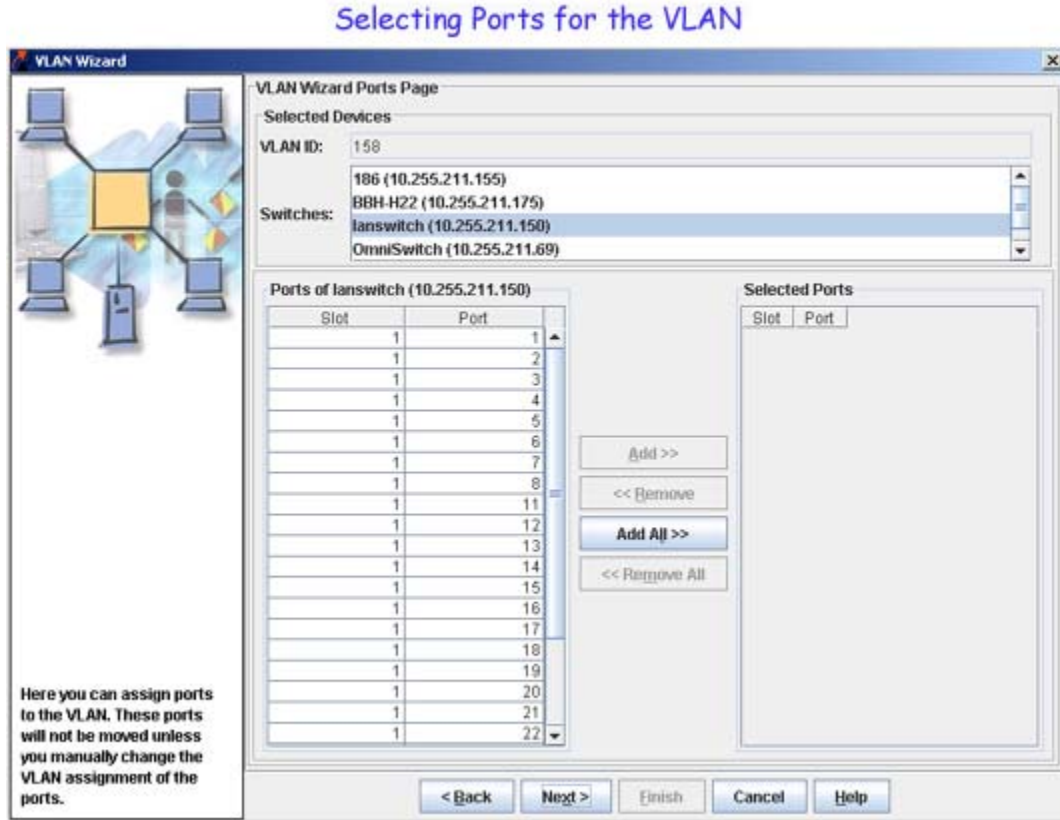 Selecting Ports for the VLAN
VLAN Wizard
VLAN Wizard Ports Page
Selected Devices
VLAN ID: 158
Switches:
186 (10.255.211.155)
BBH-H22 (10.255.211.175)
lanswitch (10.255.211.150)
OmniSwitch (10.255.211.69)
Ports of lanswitch (10.255.211.150)
Slot Port
1 1
1 2
1 3
1 4
1 5
1 6
1 7
1 8
1 11
1 12
1 13
1 14
1 15
1 16
1 17
1 18
1 19
1 20
1 21
1 22
Add >>
<< Remove
Add All >>
<< Remove All
Selected Ports
Slot Port
Here you can assign ports
to the VLAN. These ports
will not be moved unless
you manually change the
VLAN assignment of the
ports.
< Back Next > Finish Cancel Help